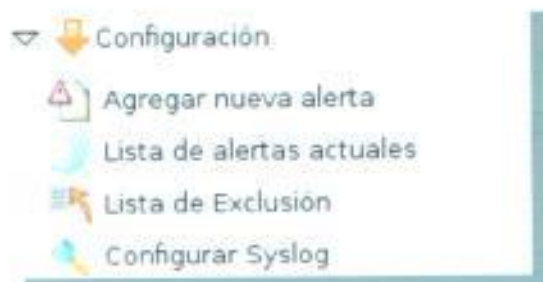 Configuración
Agregar nueva alerta
Lista de alertas actuales
Lista de Exclusión
Configurar Syslog